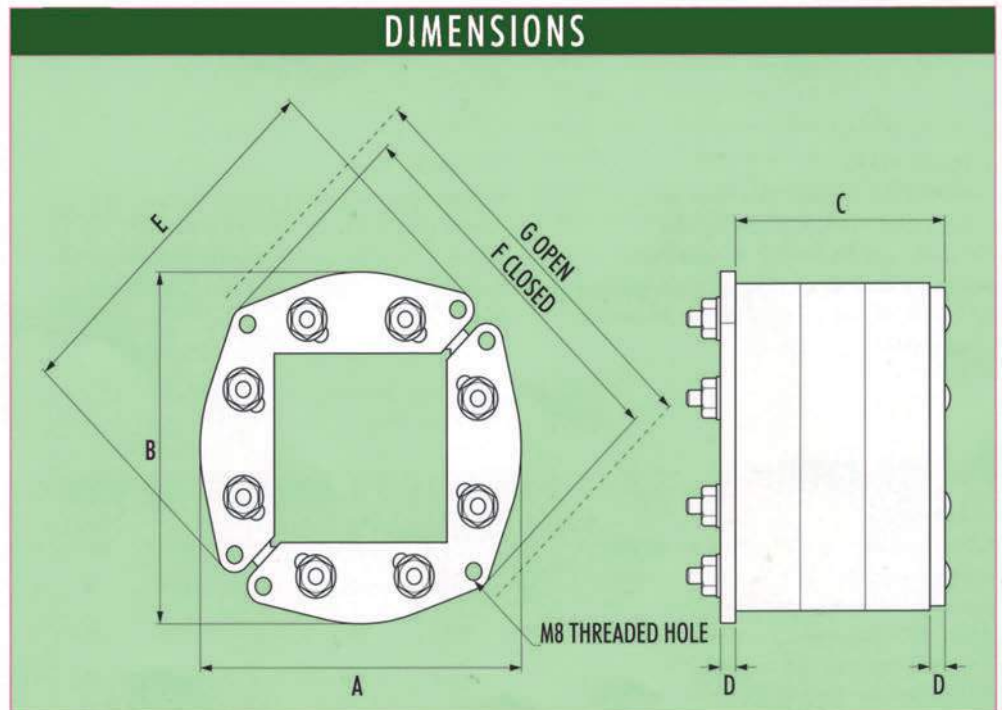 DIMENSIONS
E
G OPEN
F CLOSED
C
B
M8 THREADED HOLE
A
D
D